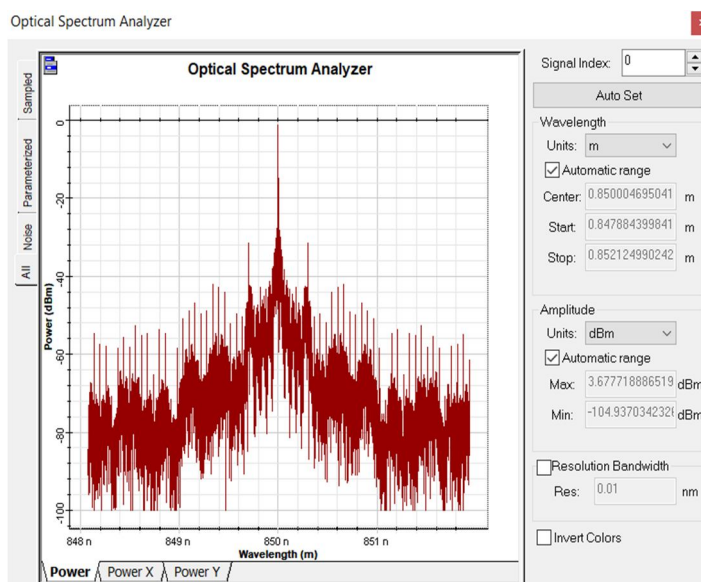 Optical Spectrum Analyzer
Optical Spectrum Analyzer
Sampled
Parameterized
Noise
All
Power (dBm)
0
-20
-40
-60
-80
-100
848 n
849 n
850 n
851 n
Wavelength (m)
Power
Power X
Power Y
Signal Index: 0
Auto Set
Wavelength
Units: m
Automatic range
Center: 0.850004695041 m
Start: 0.847884399841 m
Stop: 0.852124990242 m
Amplitude
Units: dBm
Automatic range
Max: 3.677718886519 dBm
Min: dBm
Resolution Bandwidth
Res: 0.01 nm
Invert Colors